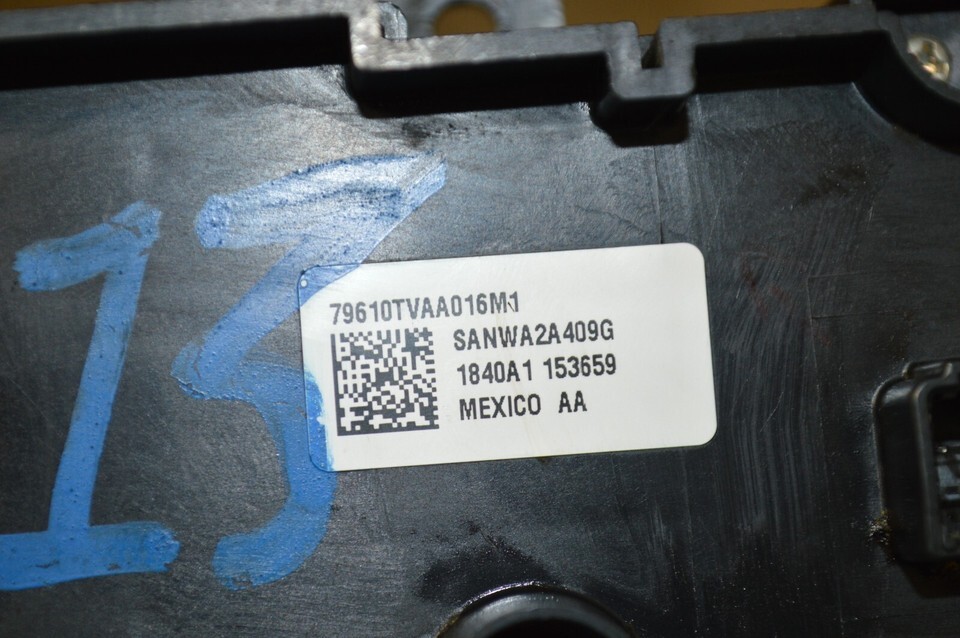 13
79610TVAA016M1
SANWA2A409G
1840A1 153659
MEXICO AA